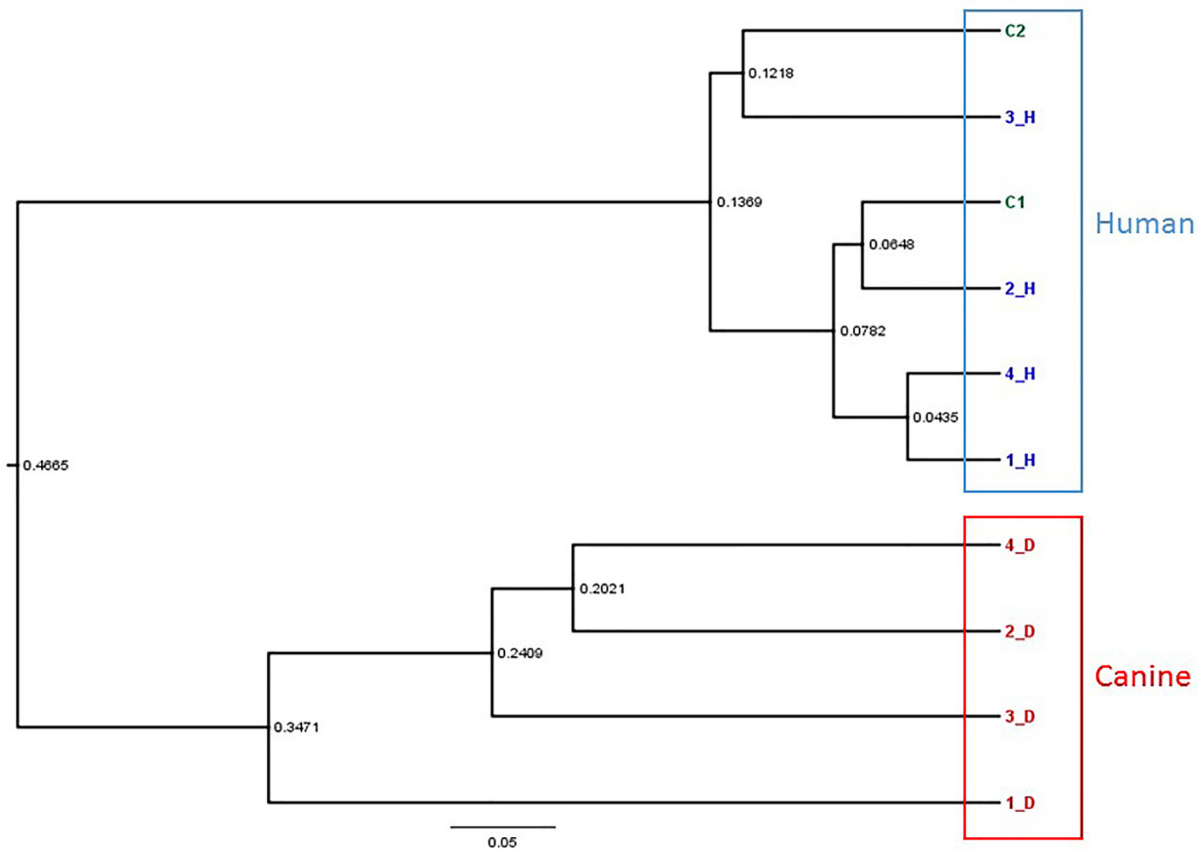 C2
0.1218
3_H
0.1369
C1
0.0648
Human
2_H
0.0782
4_H
0.0435
1_H
0.4665
4_D
0.2021
2_D
0.2409
Canine
3_D
0.3471
1_D
0.05